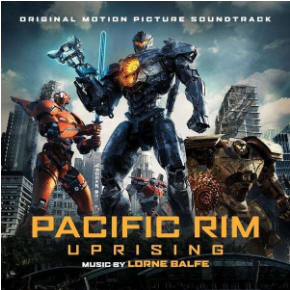 ORIGINAL MOTION PICTURE SOUNDTRACK
PACIFIC RIM
UPRISING
MUSIC BY LORNE BALFE